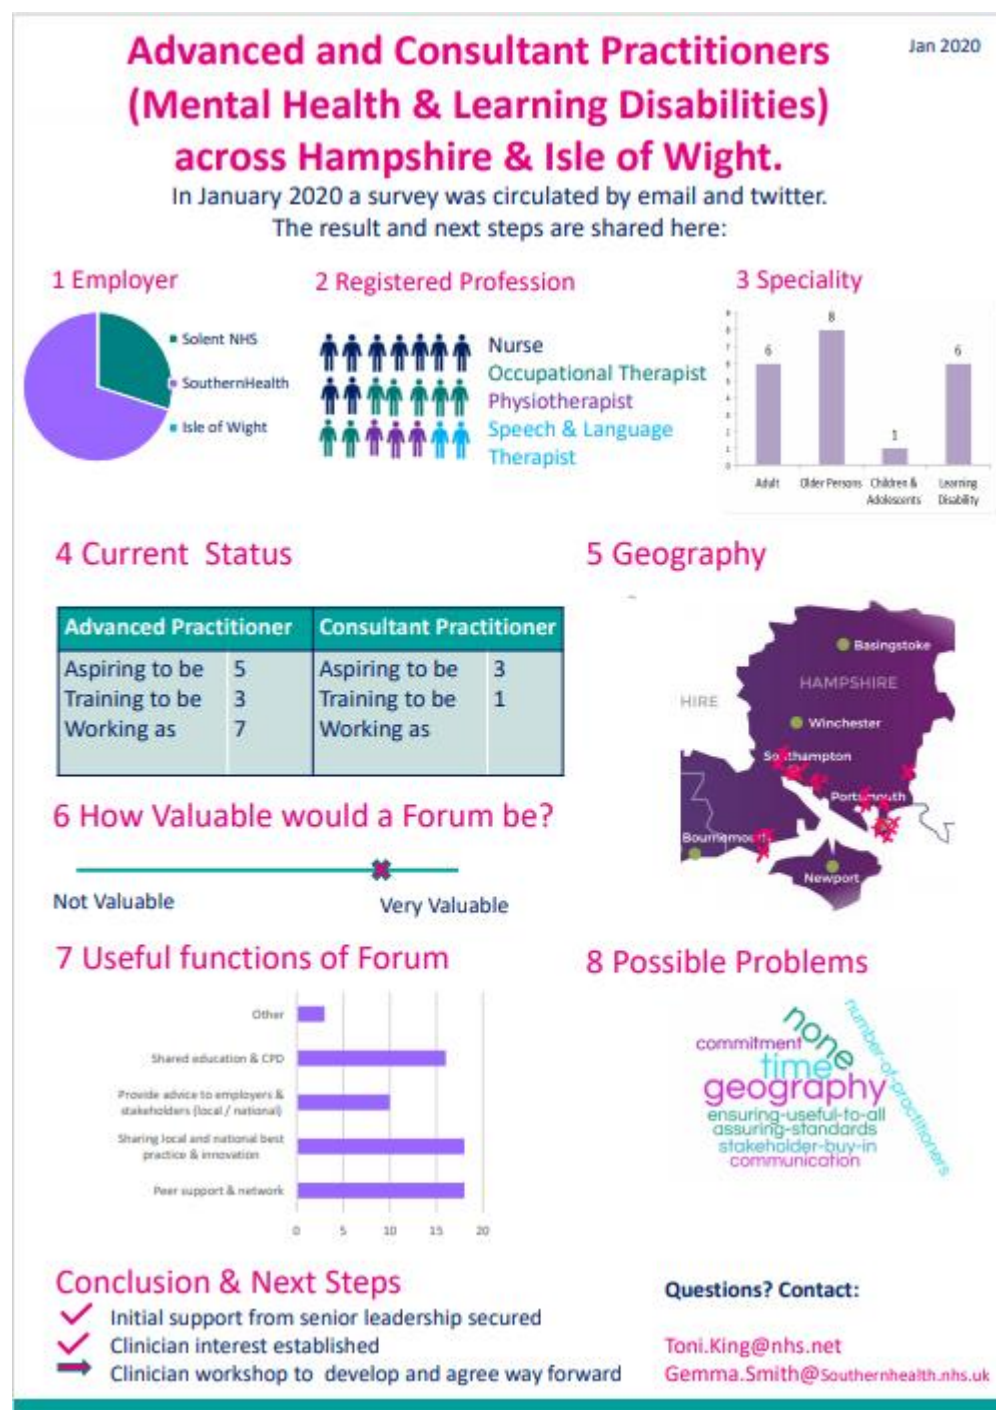 Advanced and Consultant Practitioners
(Mental Health & Learning Disabilities)
across Hampshire & Isle of Wight.
Jan 2020
In January 2020 a survey was circulated by email and twitter.
The result and next steps are shared here:
1 Employer
Solent NHS
SouthernHealth
Isle of Wight
2 Registered Profession
Nurse
Occupational Therapist
Physiotherapist
Speech & Language
Therapist
3 Speciality
9
8
7
6
5
4
3
2
1
0
6
8
1
6
Adult
Older Persons
Children &
Adolescents
Learning
Disability
4 Current Status
Advanced Practitioner Consultant Practitioner
Aspiring to be 5 Aspiring to be 3
Training to be 3 Training to be 1
Working as 7 Working as
5 Geography
Basingstoke
HAMPSHIRE
HIRE
Winchester
Southampton
Portsmouth
Bournemouth
Newport
6 How Valuable would a Forum be?
Not Valuable Very Valuable
7 Useful functions of Forum
Other
Shared education & CPD
Provide advice to employers &
stakeholders (local / national)
Sharing local and national best
practice & innovation
Peer support & network
0 5 10 15 20
8 Possible Problems
none
number-of-practitioners
commitment
time
geography
ensuring-useful-to-all
assuring-standards
stakeholder-buy-in
communication
Conclusion & Next Steps
Initial support from senior leadership secured
Clinician interest established
Clinician workshop to develop and agree way forward
Questions? Contact:
Toni.King@nhs.net
Gemma.Smith@Southernhealth.nhs.uk